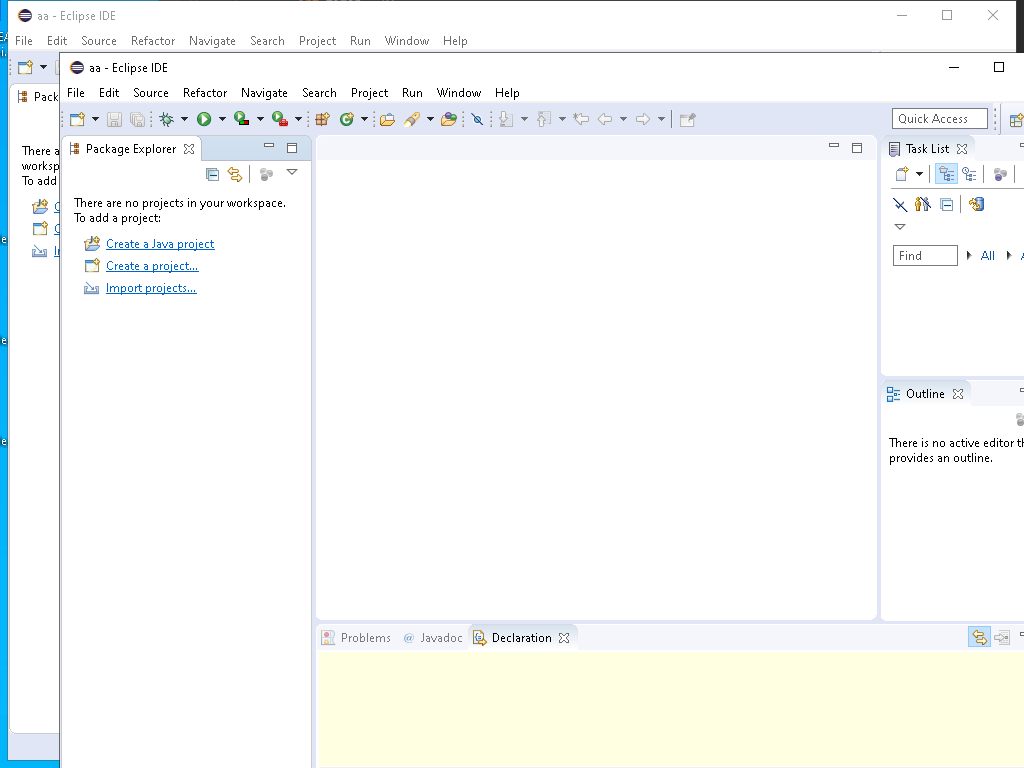 aa - Eclipse IDE
File Edit Source Refactor Navigate Search Project Run Window Help
Pack
There a
worksp
To add
aa - Eclipse IDE
File Edit Source Refactor Navigate Search Project Run Window Help
Quick Access
Package Explorer
There are no projects in your workspace.
To add a project:
Create a Java project
Create a project...
Import projects...
Task List
Find All
Outline
There is no active editor th
provides an outline.
Problems @ Javadoc Declaration